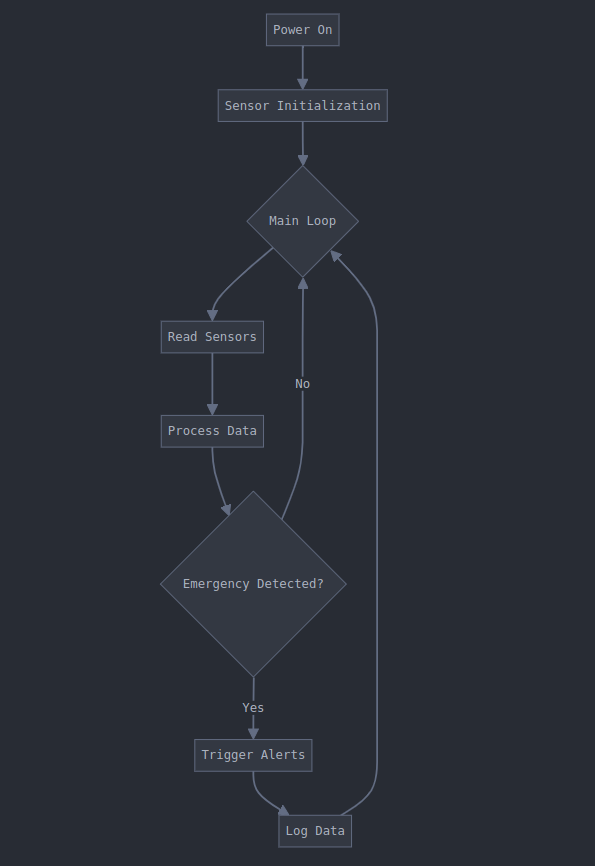 Power On
Sensor Initialization
Main Loop
Read Sensors
No
Process Data
Emergency Detected?
Yes
Trigger Alerts
Log Data